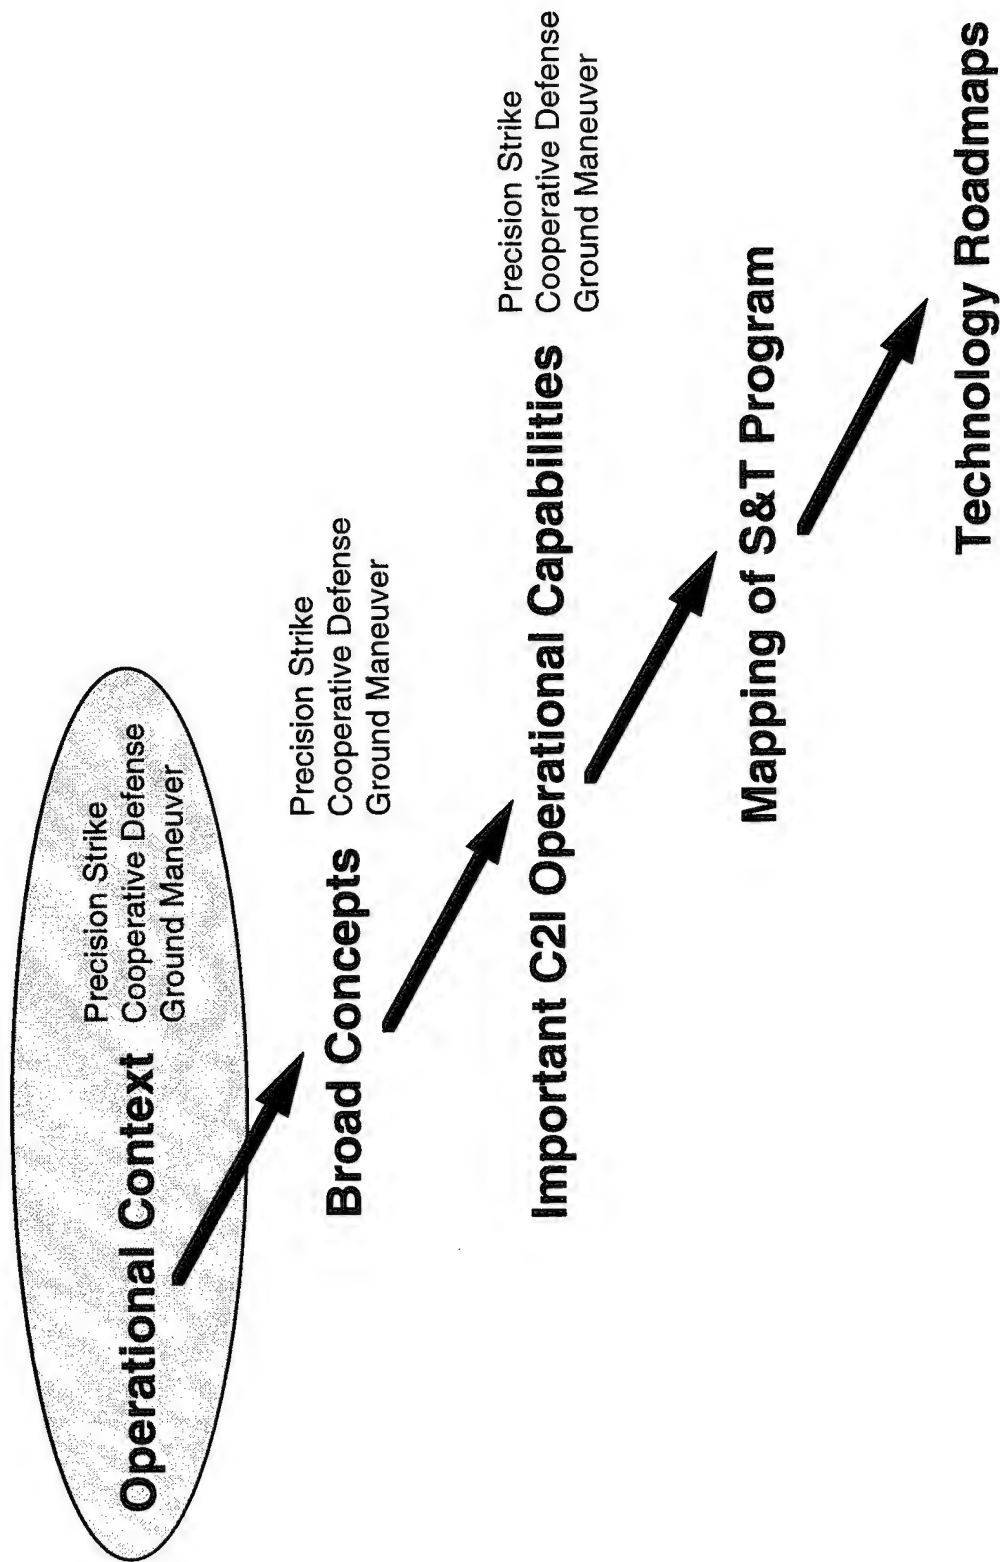 Operational Context
Precision Strike
Cooperative Defense
Ground Maneuver
Broad Concepts
Precision Strike
Cooperative Defense
Ground Maneuver
Important C2I Operational Capabilities
Precision Strike
Cooperative Defense
Ground Maneuver
Mapping of S&T Program
Technology Roadmaps